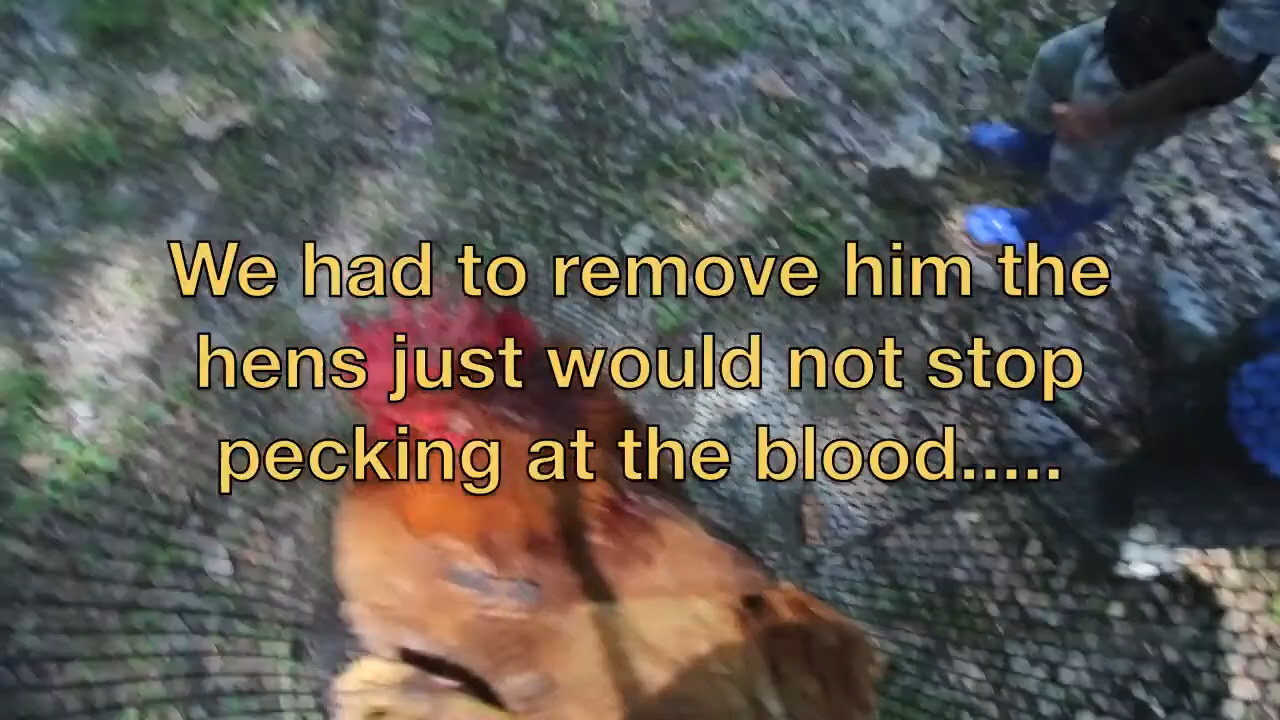 We had to remove him the
hens just would not stop
pecking at the blood.....